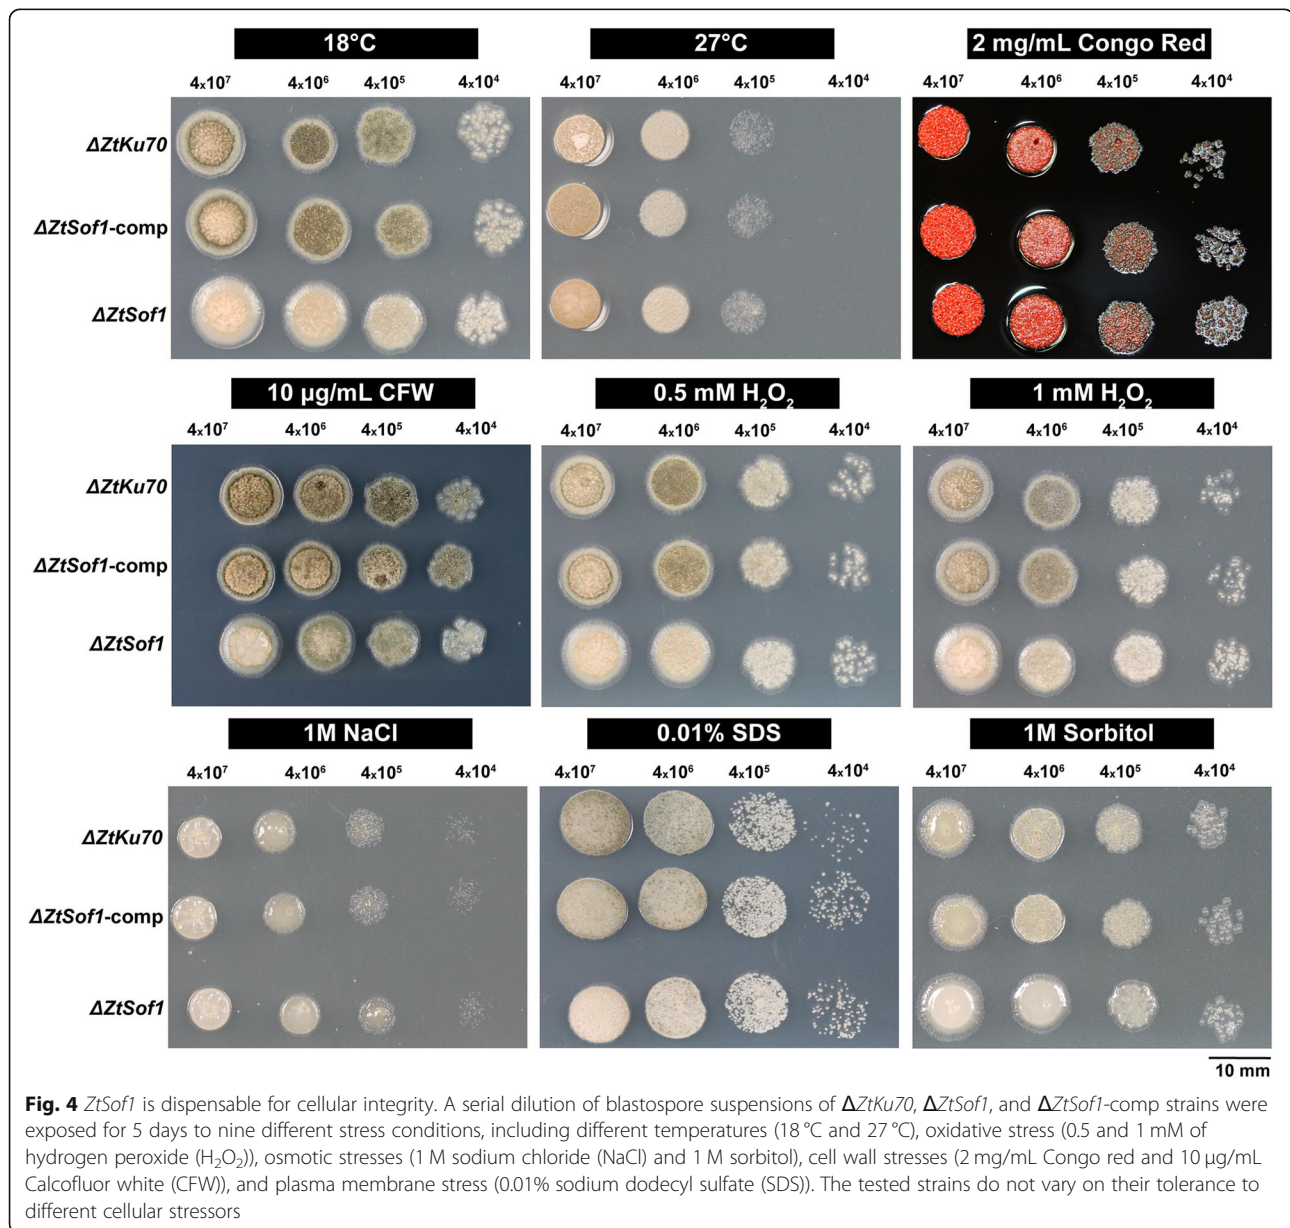 18°C 27°C 2 mg/mL Congo Red
4x10⁷ 4x10⁶ 4x10⁵ 4x10⁴ 4x10⁷ 4x10⁶ 4x10⁵ 4x10⁷ 4x10⁶ 4x10⁵ 4x10⁴
ΔZtKu70
ΔZtSof1-comp
ΔZtSof1
10 µg/mL CFW 0.5 mM H₂O₂ 1 mM H₂O₂
4x10⁷ 4x10⁶ 4x10⁵ 4x10⁴ 4x10⁷ 4x10⁶ 4x10⁵ 4x10⁴ 4x10⁷ 4x10⁶ 4x10⁵ 4x10⁴
ΔZtKu70
ΔZtSof1-comp
ΔZtSof1
1M NaCl 0.01% SDS 1M Sorbitol
4x10⁷ 4x10⁶ 4x10⁵ 4x10⁴ 4x10⁷ 4x10⁶ 4x10⁵ 4x10⁴ 4x10⁷ 4x10⁶ 4x10⁵ 4x10⁴
ΔZtKu70
ΔZtSof1-comp
ΔZtSof1
10 mm
Fig. 4 ZtSof1 is dispensable for cellular integrity. A serial dilution of blastospore suspensions of ΔZtKu70, ΔZtSof1, and ΔZtSof1-comp strains were
exposed for 5 days to nine different stress conditions, including different temperatures (18 °C and 27 °C), oxidative stress (0.5 and 1 mM of
hydrogen peroxide (H₂O₂)), osmotic stresses (1 M sodium chloride (NaCl) and 1 M sorbitol), cell wall stresses (2 mg/mL Congo red and 10 µg/mL
Calcofluor white (CFW)), and plasma membrane stress (0.01% sodium dodecyl sulfate (SDS)). The tested strains do not vary on their tolerance to
different cellular stressors